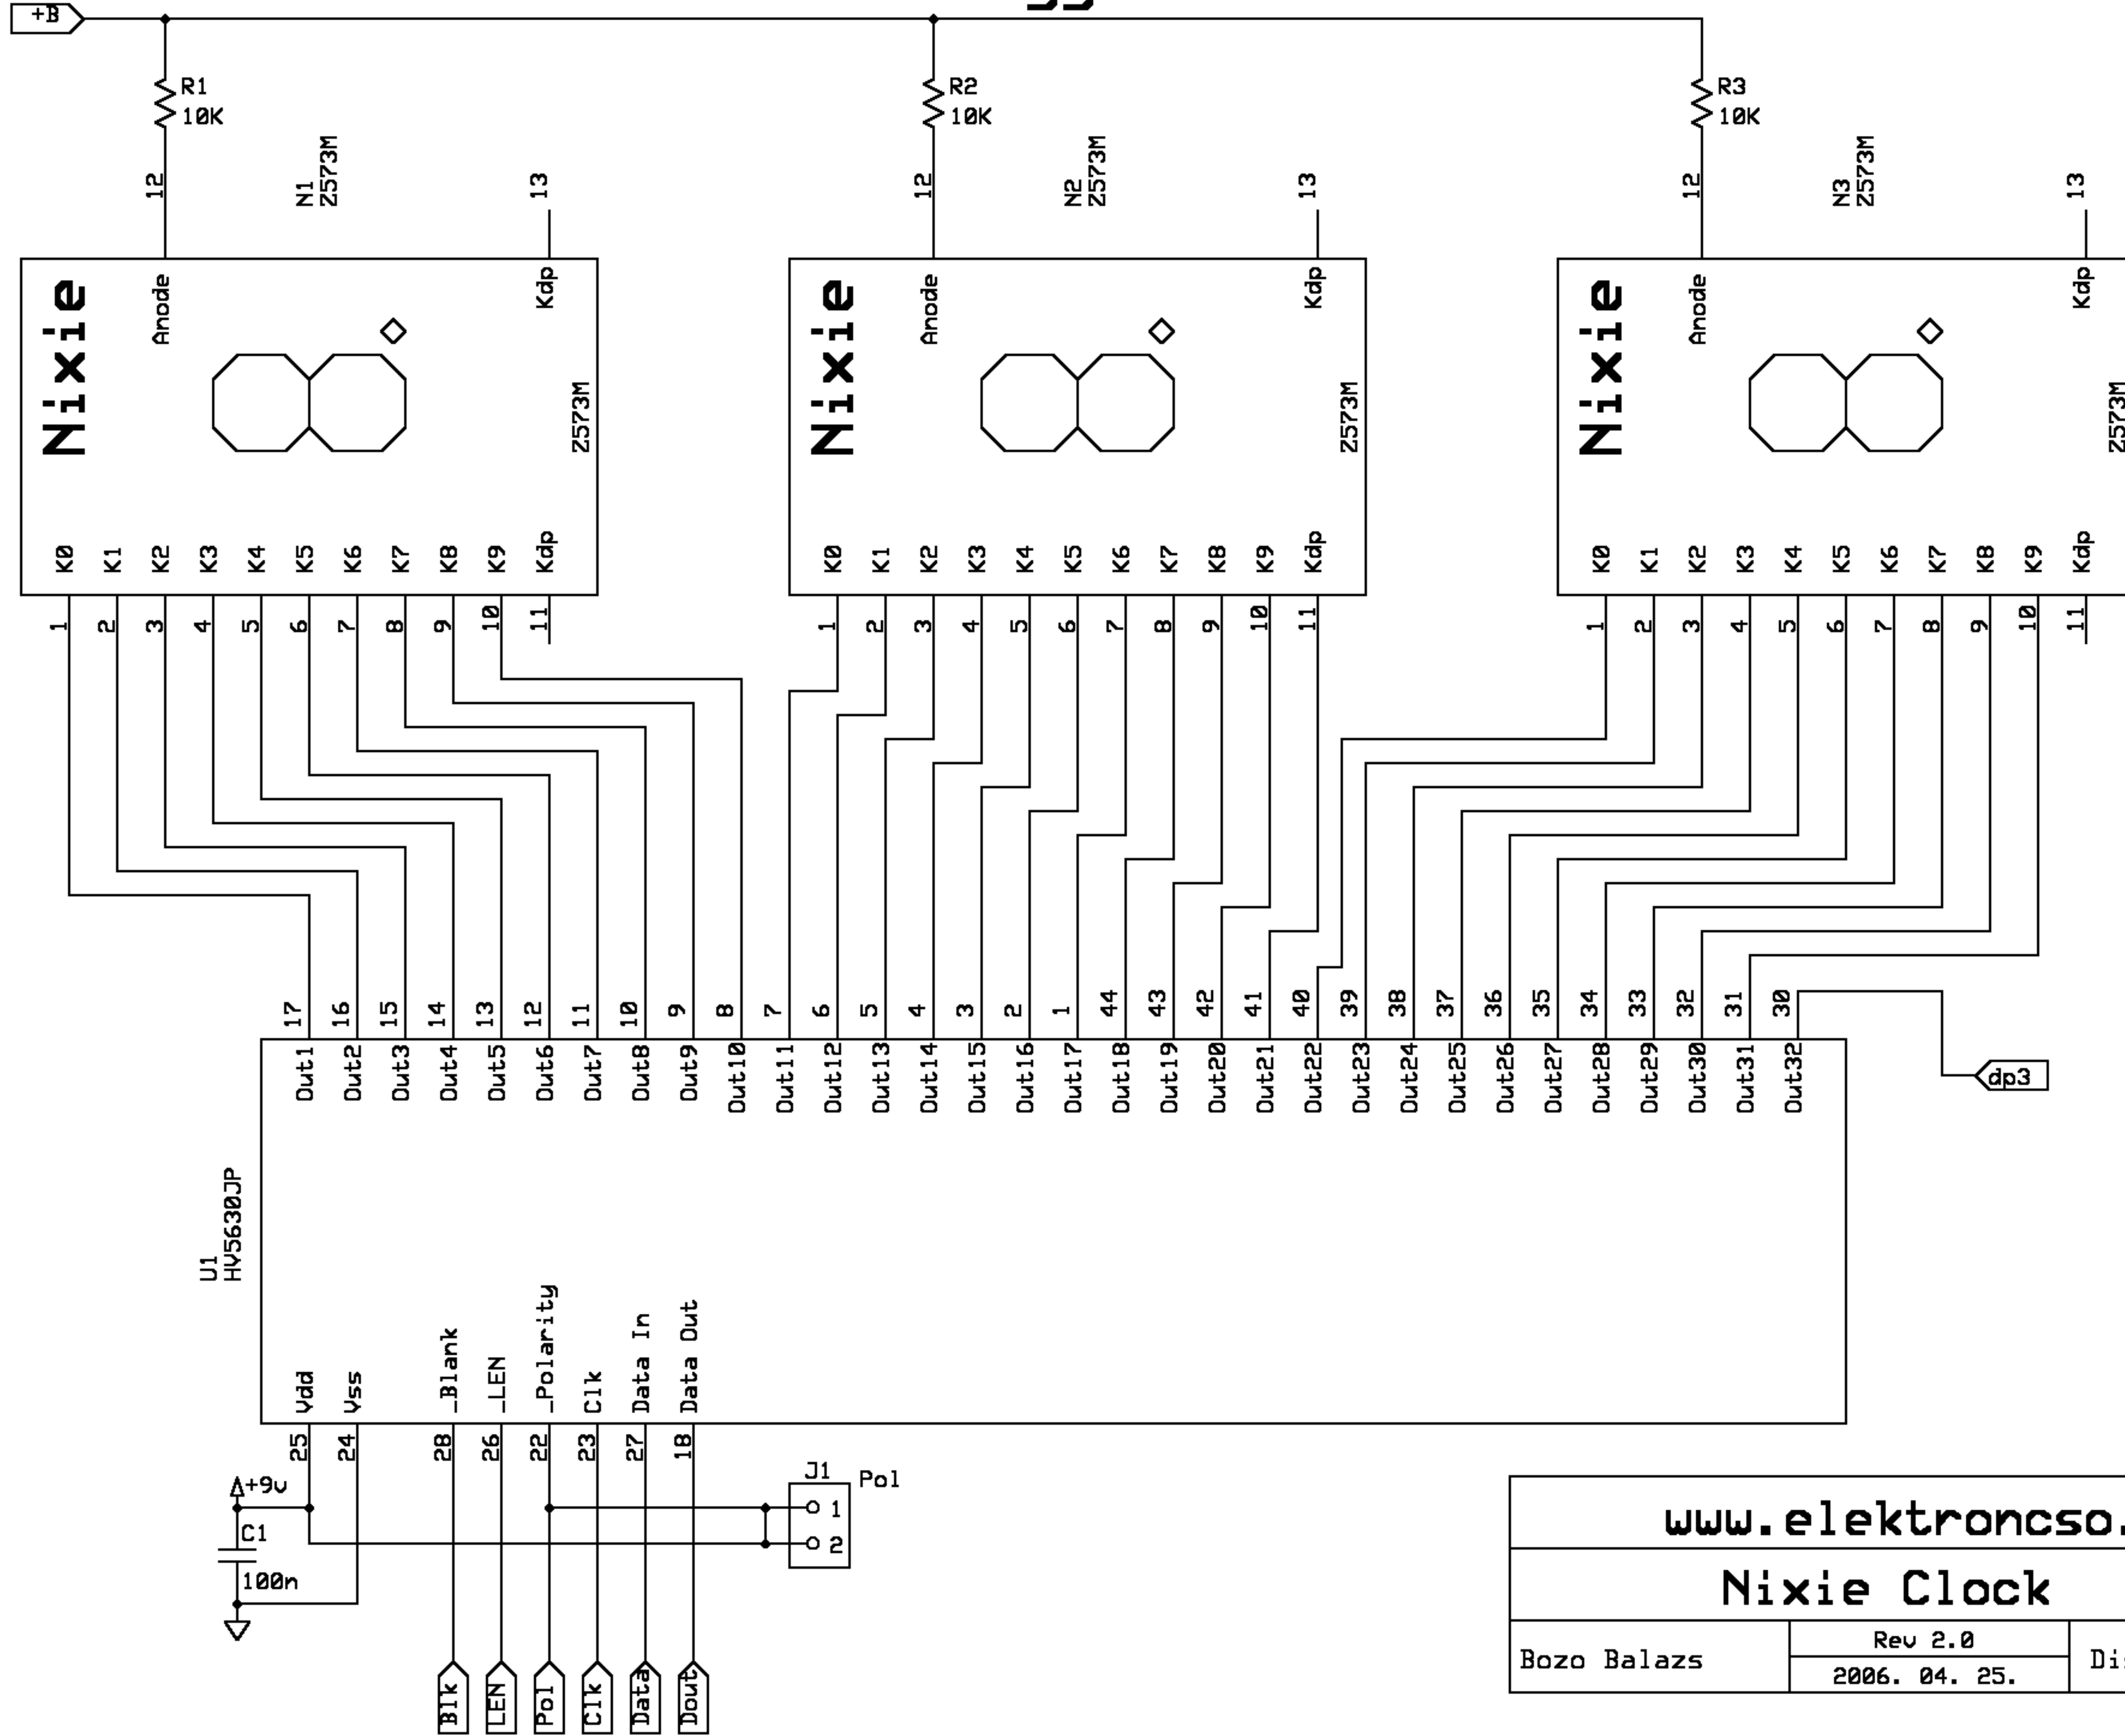 +B
R1
10K
R2
10K
R3
10K
12
N1
Z573M
13
12
N2
Z573M
13
12
N3
Z573M
13
Nixie
Anode
Kdp
Z573M
Nixie
Anode
Kdp
Z573M
Nixie
Anode
Kdp
Z573M
K0 K1 K2 K3 K4 K5 K6 K7 K8 K9 Kdp
K0 K1 K2 K3 K4 K5 K6 K7 K8 K9 Kdp
K0 K1 K2 K3 K4 K5 K6 K7 K8 K9 Kdp
1 2 3 4 5 6 7 8 9 10 11
1 2 3 4 5 6 7 8 9 10 11
1 2 3 4 5 6 7 8 9 10 11
17 16 15 14 13 12 11 10 9 8 7 6 5 4 3 2 1 44 43 42 41 40 39 38 37 36 35 34 33 32 31 30
Out1 Out2 Out3 Out4 Out5 Out6 Out7 Out8 Out9 Out10 Out11 Out12 Out13 Out14 Out15 Out16 Out17 Out18 Out19 Out20 Out21 Out22 Out23 Out24 Out25 Out26 Out27 Out28 Out29 Out30 Out31 Out32
dp3
U1
HV5630JP
Vdd Vss _Blank _LEN _Polarity Clk Data In Data Out
25 24 28 26 22 23 27 18
+9v
C1
100n
J1
Pol
1
2
Blk LEN Pol Clk Data Dout
www.elektroncso.
Nixie Clock
Bozo Balazs
Rev 2.0
2006. 04. 25.